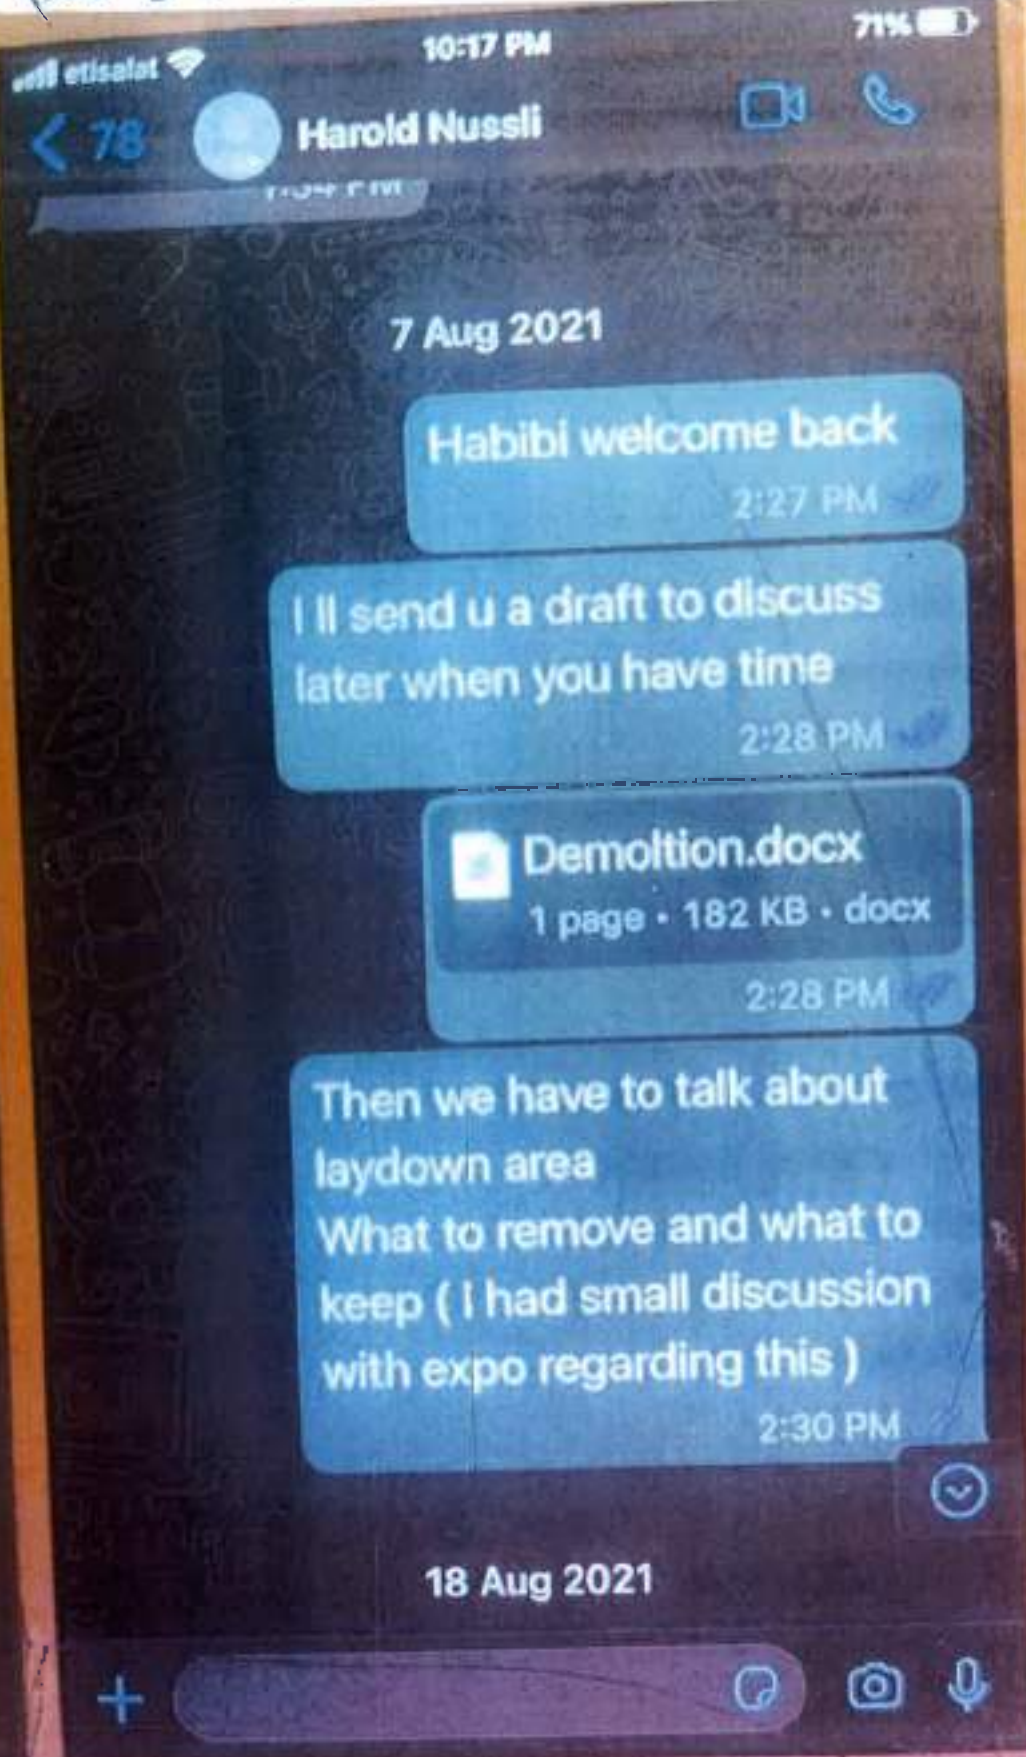 etisalat
10:17 PM
71%
78
Harold Nussli
7 Aug 2021
Habibi welcome back
2:27 PM
I ll send u a draft to discuss
later when you have time
2:28 PM
Demoltion.docx
1 page • 182 KB • docx
2:28 PM
Then we have to talk about
laydown area
What to remove and what to
keep ( I had small discussion
with expo regarding this )
2:30 PM
18 Aug 2021